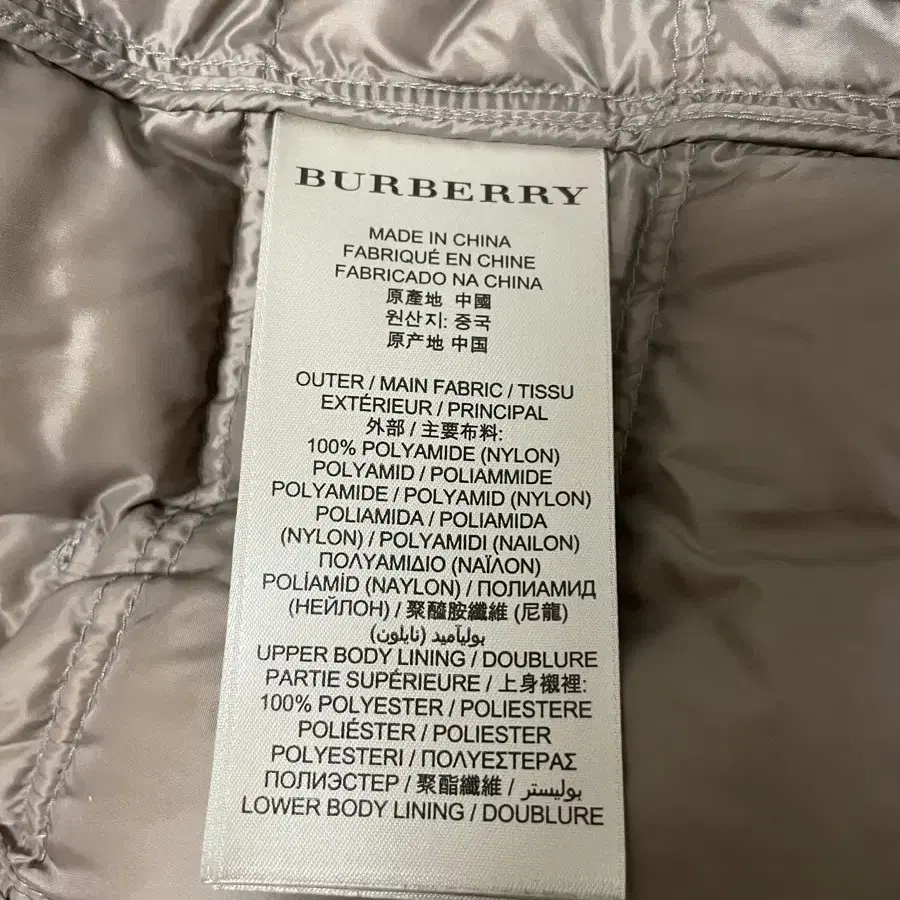 BURBERRY
MADE IN CHINA
FABRIQUÉ EN CHINE
FABRICADO NA CHINA
原產地 中國
원산지: 중국
原产地 中国
OUTER / MAIN FABRIC / TISSU
EXTÉRIEUR / PRINCIPAL
外部 / 主要布料:
100% POLYAMIDE (NYLON)
POLYAMID / POLIAMMIDE
POLYAMIDE / POLYAMID (NYLON)
POLIAMIDA / POLIAMIDA
(NYLON) / POLYAMIDI (NAILON)
ΠΟΛΥΑΜΙΔΙΟ (ΝΑΪΛΟΝ)
POLİAMİD (NAYLON) / ПОЛИАМИД
(НЕЙЛОН) / 聚醯胺纖維 (尼龍)
بوليآميد (نايلون)
UPPER BODY LINING / DOUBLURE
PARTIE SUPÉRIEURE / 上身襯裡:
100% POLYESTER / POLIESTERE
POLIÉSTER / POLIESTER
POLYESTERI / ΠΟΛΥΕΣΤΕΡΑΣ
ПОЛИЭСТЕР / 聚酯纖維 / بوليستر
LOWER BODY LINING / DOUBLURE